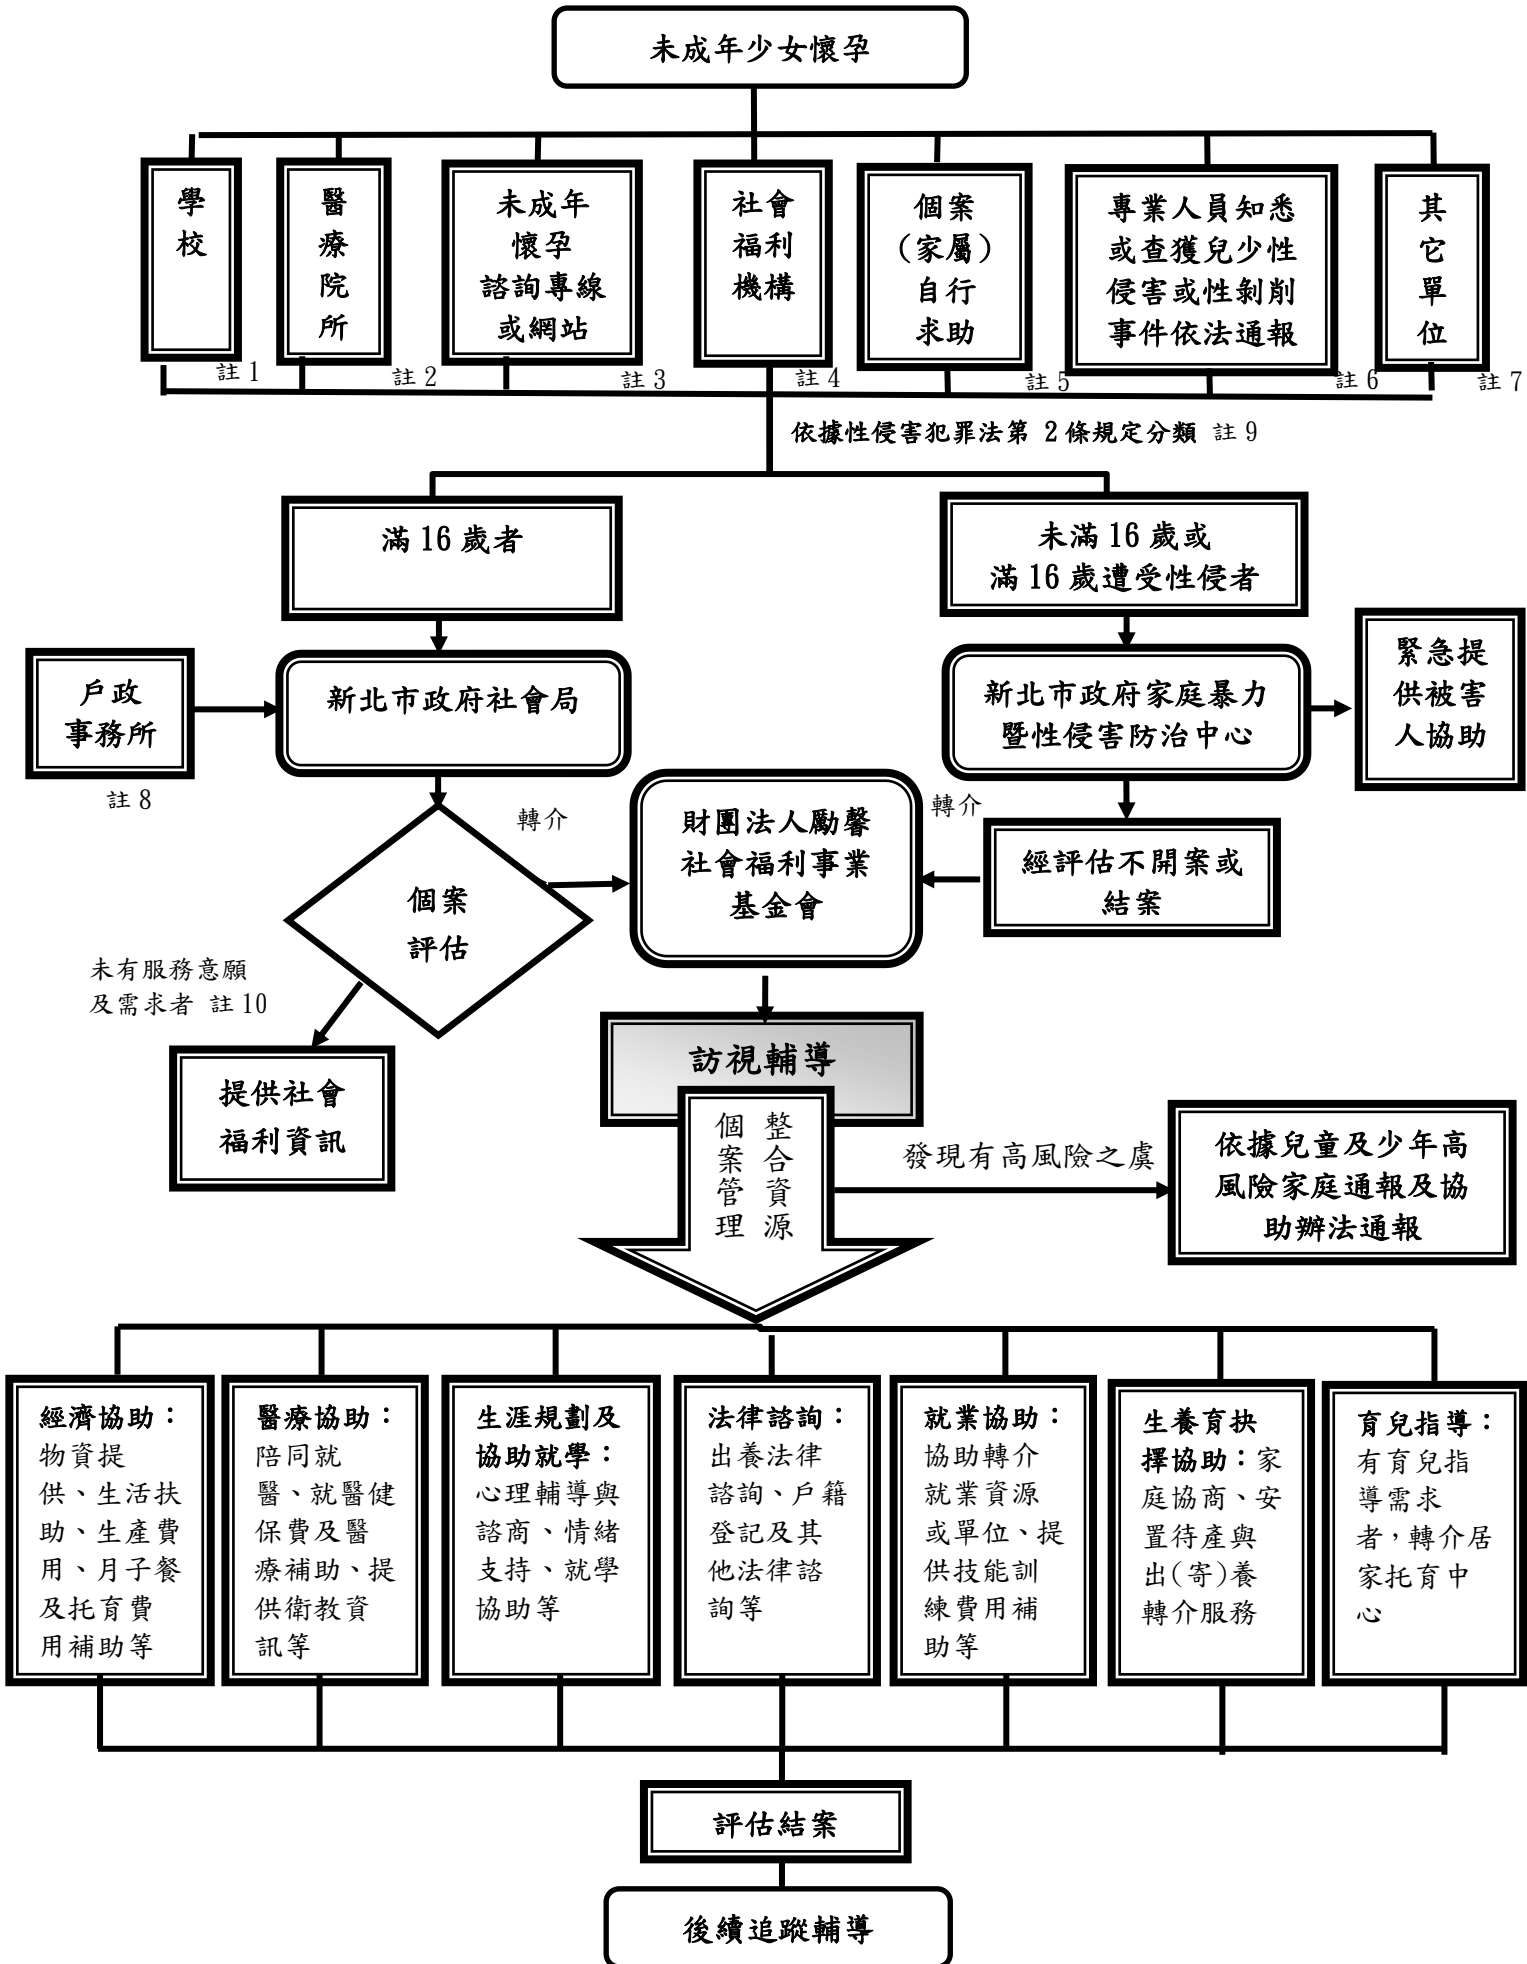 未成年少女懷孕
學
校
註 1
醫
療
院
所
註 2
未成年
懷孕
諮詢專線
或網站
註 3
社會
福利
機構
註 4
個案
（家屬）
自行
求助
註 5
專業人員知悉
或查獲兒少性
侵害或性剝削
事件依法通報
註 6
其
它
單
位
註 7
依據性侵害犯罪法第 2 條規定分類 註 9
滿 16 歲者
未滿 16 歲或
滿 16 歲遭受性侵者
戶政
事務所
註 8
新北市政府社會局
新北市政府家庭暴力
暨性侵害防治中心
緊急提
供被害
人協助
個案
評估
轉介
財團法人勵馨
社會福利事業
基金會
轉介
經評估不開案或
結案
未有服務意願
及需求者 註 10
提供社會
福利資訊
訪視輔導
個案管理
整合資源
發現有高風險之虞
依據兒童及少年高
風險家庭通報及協
助辦法通報
經濟協助：
物資提
供、生活扶
助、生產費
用、月子餐
及托育費
用補助等
醫療協助：
陪同就
醫、就醫健
保費及醫
療補助、提
供衛教資
訊等
生涯規劃及
協助就學：
心理輔導與
諮商、情緒
支持、就學
協助等
法律諮詢：
出養法律
諮詢、戶籍
登記及其
他法律諮
詢等
就業協助：
協助轉介
就業資源
或單位、提
供技能訓
練費用補
助等
生養育抉
擇協助：家
庭協商、安
置待產與
出(寄)養
轉介服務
育兒指導：
有育兒指
導需求
者，轉介居
家托育中
心
評估結案
後續追蹤輔導